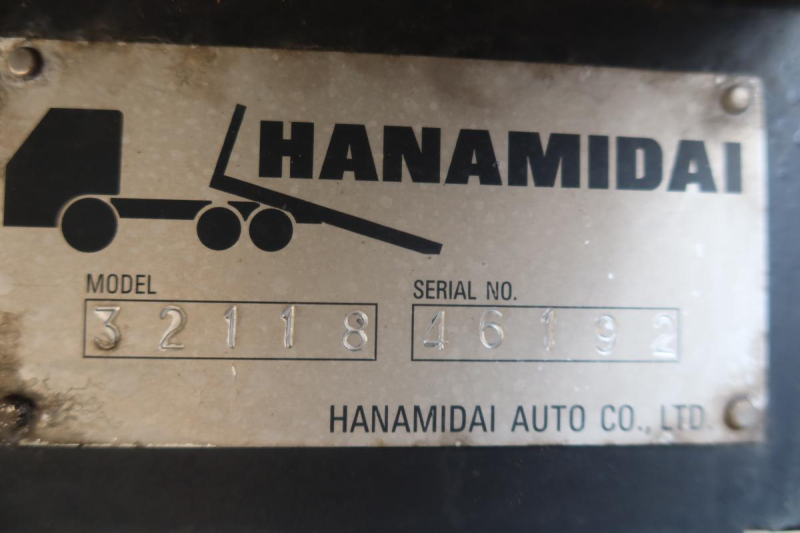 HANAMIDAI
MODEL
SERIAL NO.
32118
46192
HANAMIDAI AUTO CO., LTD.